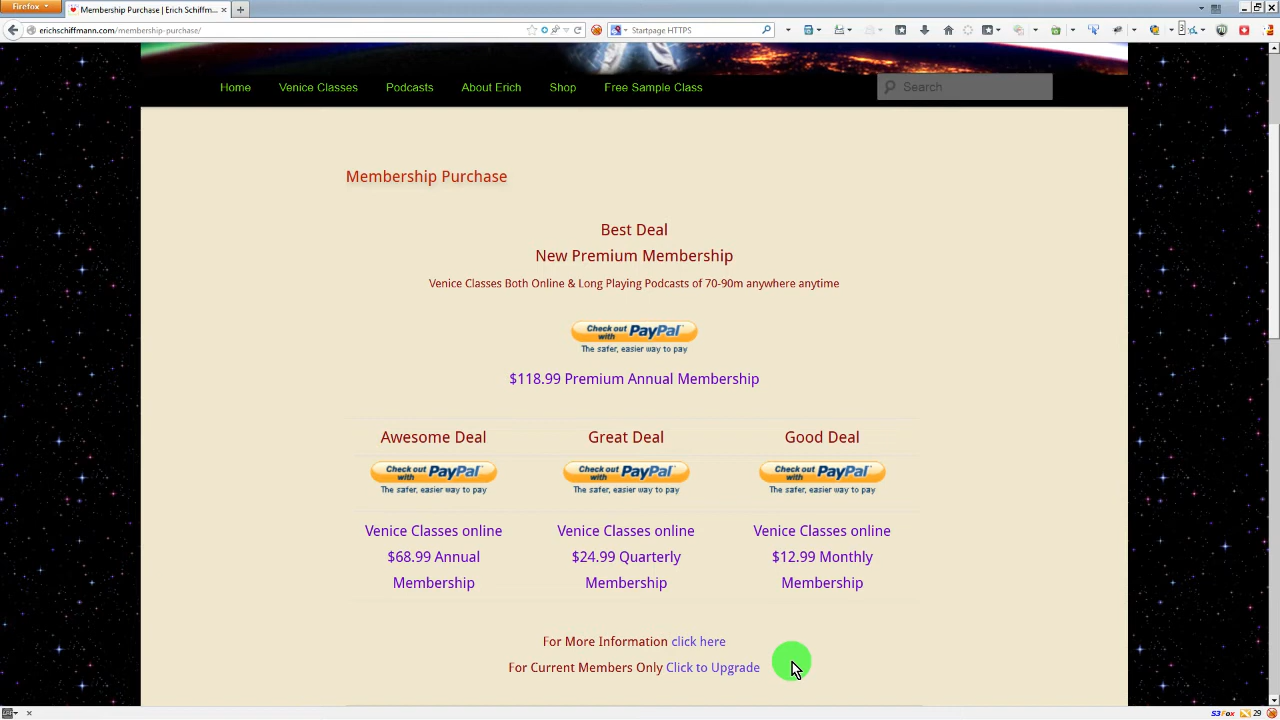 Firefox
Membership Purchase | Erich Schiffm...
erichschiffmann.com/membership-purchase/
Startpage HTTPS
Home Venice Classes Podcasts About Erich Shop Free Sample Class Search
Membership Purchase
Best Deal
New Premium Membership
Venice Classes Both Online & Long Playing Podcasts of 70-90m anywhere anytime
Check out with PayPal
The safer, easier way to pay
$118.99 Premium Annual Membership
Awesome Deal Great Deal Good Deal
Check out with PayPal Check out with PayPal Check out with PayPal
The safer, easier way to pay The safer, easier way to pay The safer, easier way to pay
Venice Classes online Venice Classes online Venice Classes online
$68.99 Annual $24.99 Quarterly $12.99 Monthly
Membership Membership Membership
For More Information click here
For Current Members Only Click to Upgrade
S3Fox 29